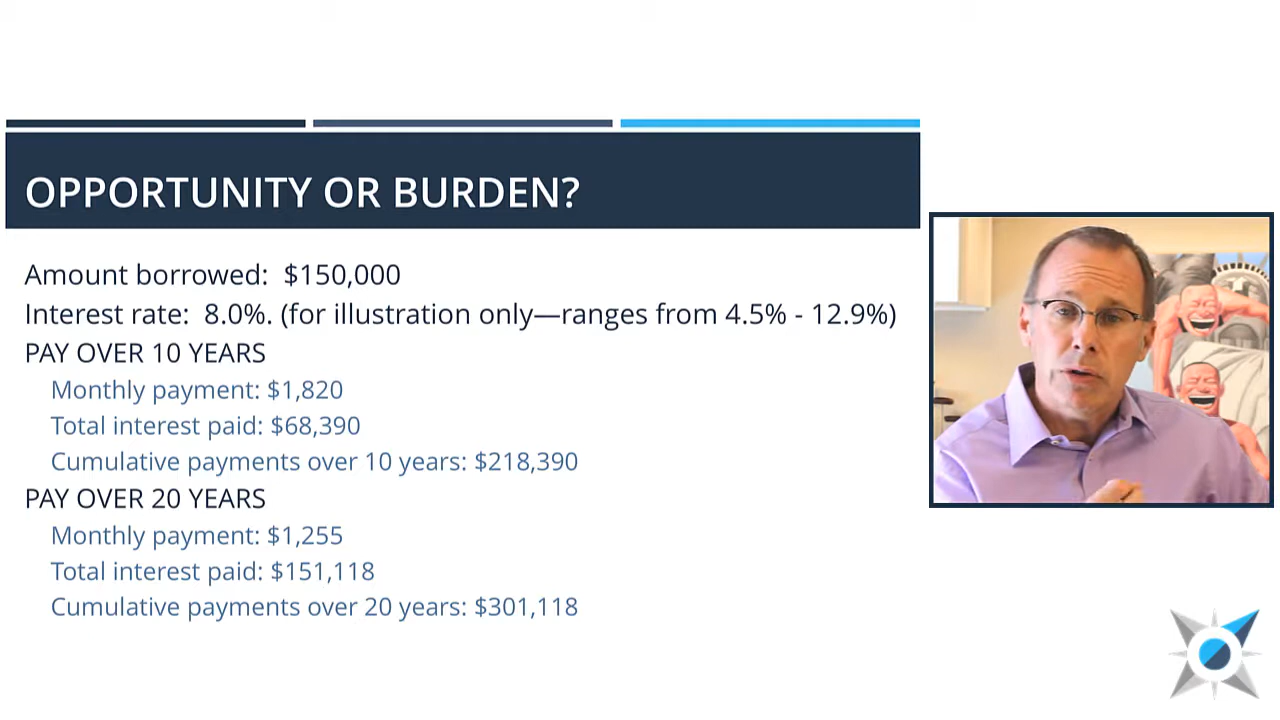 OPPORTUNITY OR BURDEN?
Amount borrowed:  $150,000
Interest rate:  8.0%. (for illustration only—ranges from 4.5% - 12.9%)
PAY OVER 10 YEARS
Monthly payment: $1,820
Total interest paid: $68,390
Cumulative payments over 10 years: $218,390
PAY OVER 20 YEARS
Monthly payment: $1,255
Total interest paid: $151,118
Cumulative payments over 20 years: $301,118